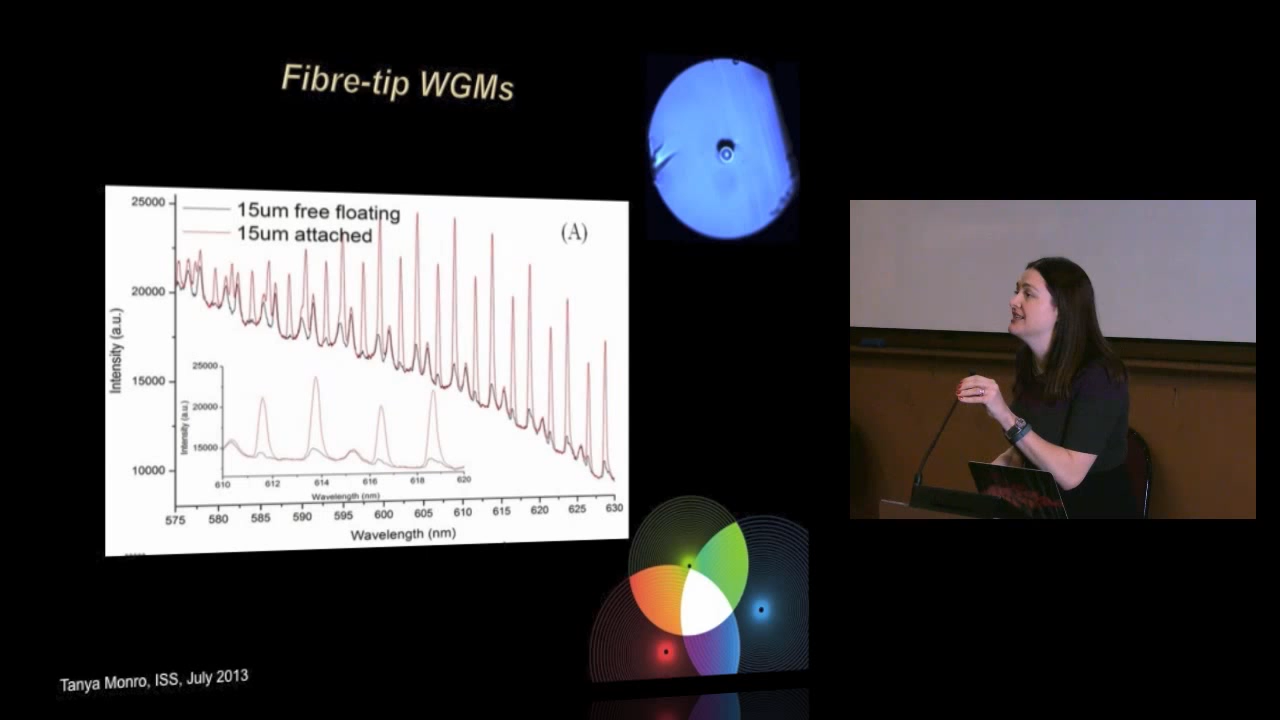 Fibre-tip WGMs
25000
20000
15000
10000
Intensity (a.u.)
15um free floating
15um attached
(A)
25000
20000
15000
Intensity (a.u.)
610 612 614 616 618 620
Wavelength (nm)
575 580 585 590 595 600 605 610 615 620 625 630
Wavelength (nm)
Tanya Monro, ISS, July 2013